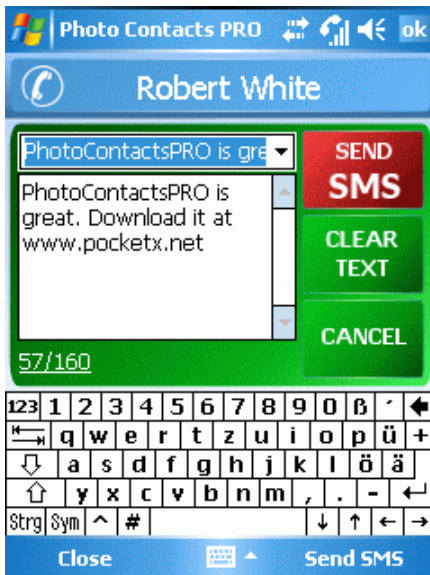 Photo Contacts PRO ok
Robert White
PhotoContactsPRO is gre
SEND
SMS
PhotoContactsPRO is
great. Download it at
www.pocketx.net
CLEAR
TEXT
CANCEL
57/160
123 1 2 3 4 5 6 7 8 9 0 ß ´
q w e r t z u i o p ü +
a s d f g h j k l ö ä
y x c v b n m , . -
Strg Sym ^ # ↓ ↑ ← →
Close Send SMS